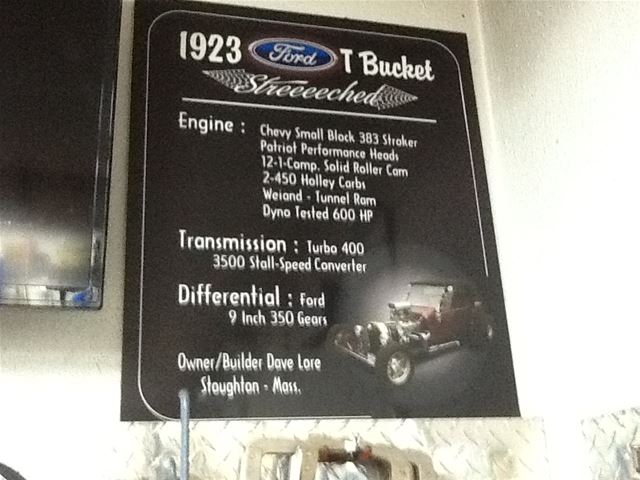 1923 Ford T Bucket
Streeeeched
Engine : Chevy Small Block 383 Stroker
Patriot Performance Heads
12-1-Comp. Solid Roller Cam
2-450 Holley Carbs
Weiand - Tunnel Ram
Dyno Tested 600 HP
Transmission : Turbo 400
3500 Stall-Speed Converter
Differential : Ford
9 Inch 350 Gears
Owner/Builder Dave Lore
Stoughton - Mass.